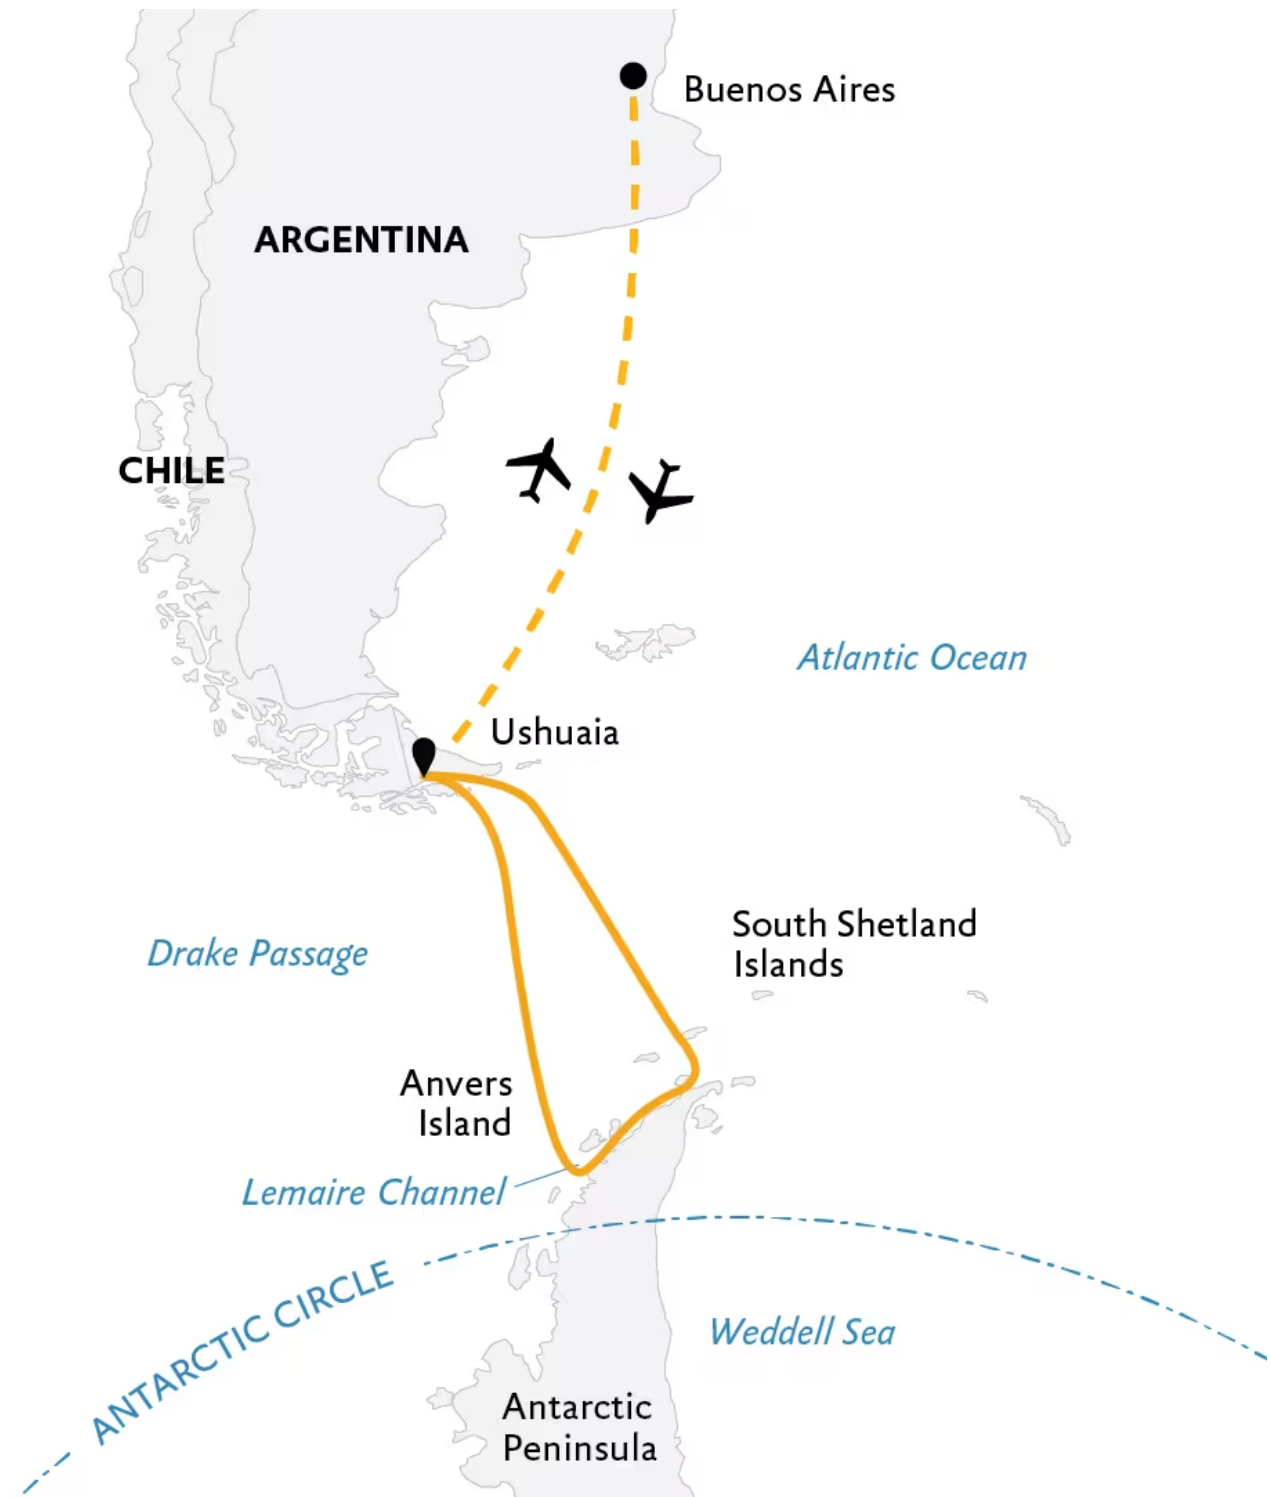 Buenos Aires
ARGENTINA
CHILE
Atlantic Ocean
Ushuaia
South Shetland
Islands
Drake Passage
Anvers
Island
Lemaire Channel
ANTARCTIC CIRCLE
Weddell Sea
Antarctic
Peninsula